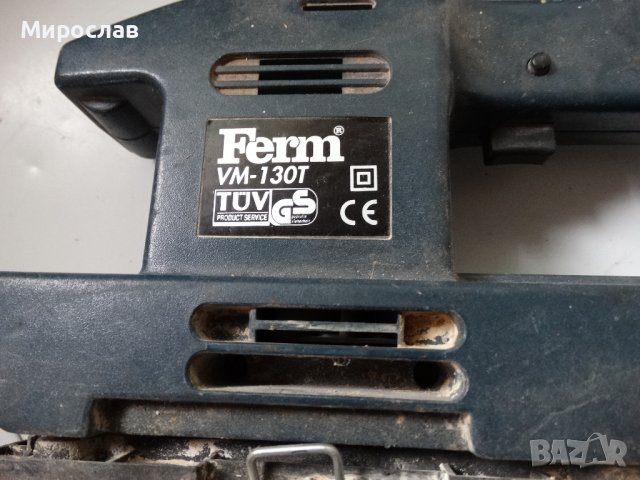 Мирослав
Ferm®
VM-130T
TÜV
PRODUCT SERVICE
GS
CE
BAZAR